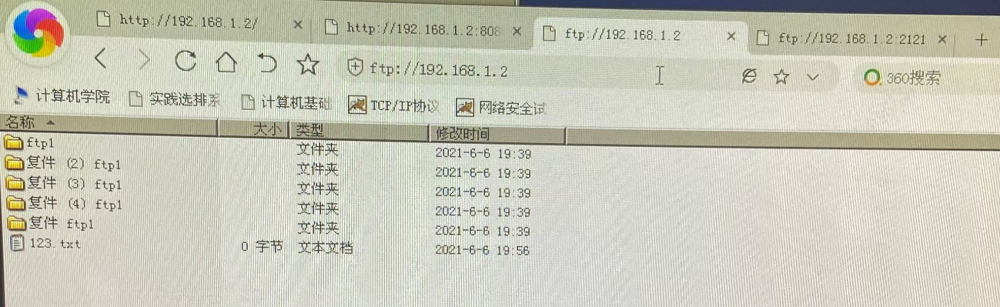 http://192.168.1.2/ http://192.168.1.2:808 ftp://192.168.1.2 ftp://192.168.1.2:2121
ftp://192.168.1.2 360搜索
计算机学院 实践选排系 计算机基础 TCP/IP协议 网络安全试
名称 大小 类型 修改时间
ftp1 文件夹 2021-6-6 19:39
复件 (2) ftp1 文件夹 2021-6-6 19:39
复件 (3) ftp1 文件夹 2021-6-6 19:39
复件 (4) ftp1 文件夹 2021-6-6 19:39
复件 ftp1 文件夹 2021-6-6 19:39
123.txt 0 字节 文本文档 2021-6-6 19:56